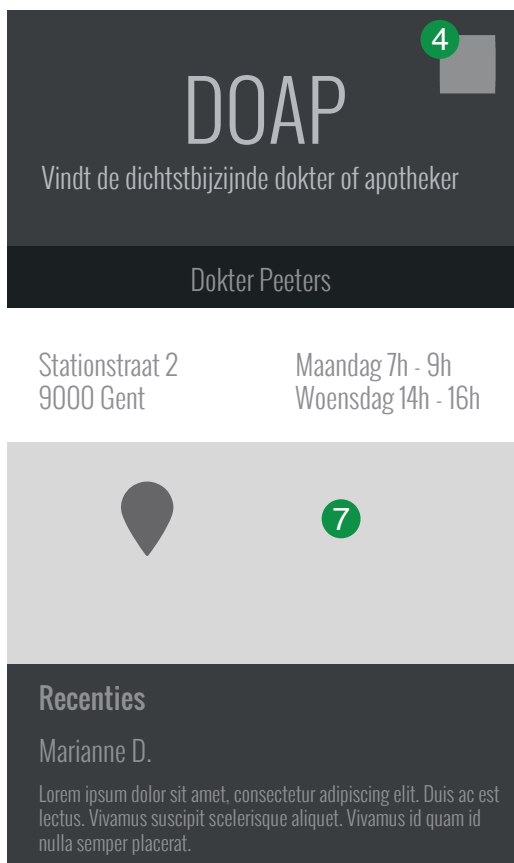 4
DOAP
Vindt de dichtstbijzijnde dokter of apotheker
Dokter Peeters
Stationstraat 2
9000 Gent
Maandag 7h - 9h
Woensdag 14h - 16h
7
Recenties
Marianne D.
Lorem ipsum dolor sit amet, consectetur adipiscing elit. Duis ac est
lectus. Vivamus suscipit scelerisque aliquet. Vivamus id quam id
nulla semper placerat.